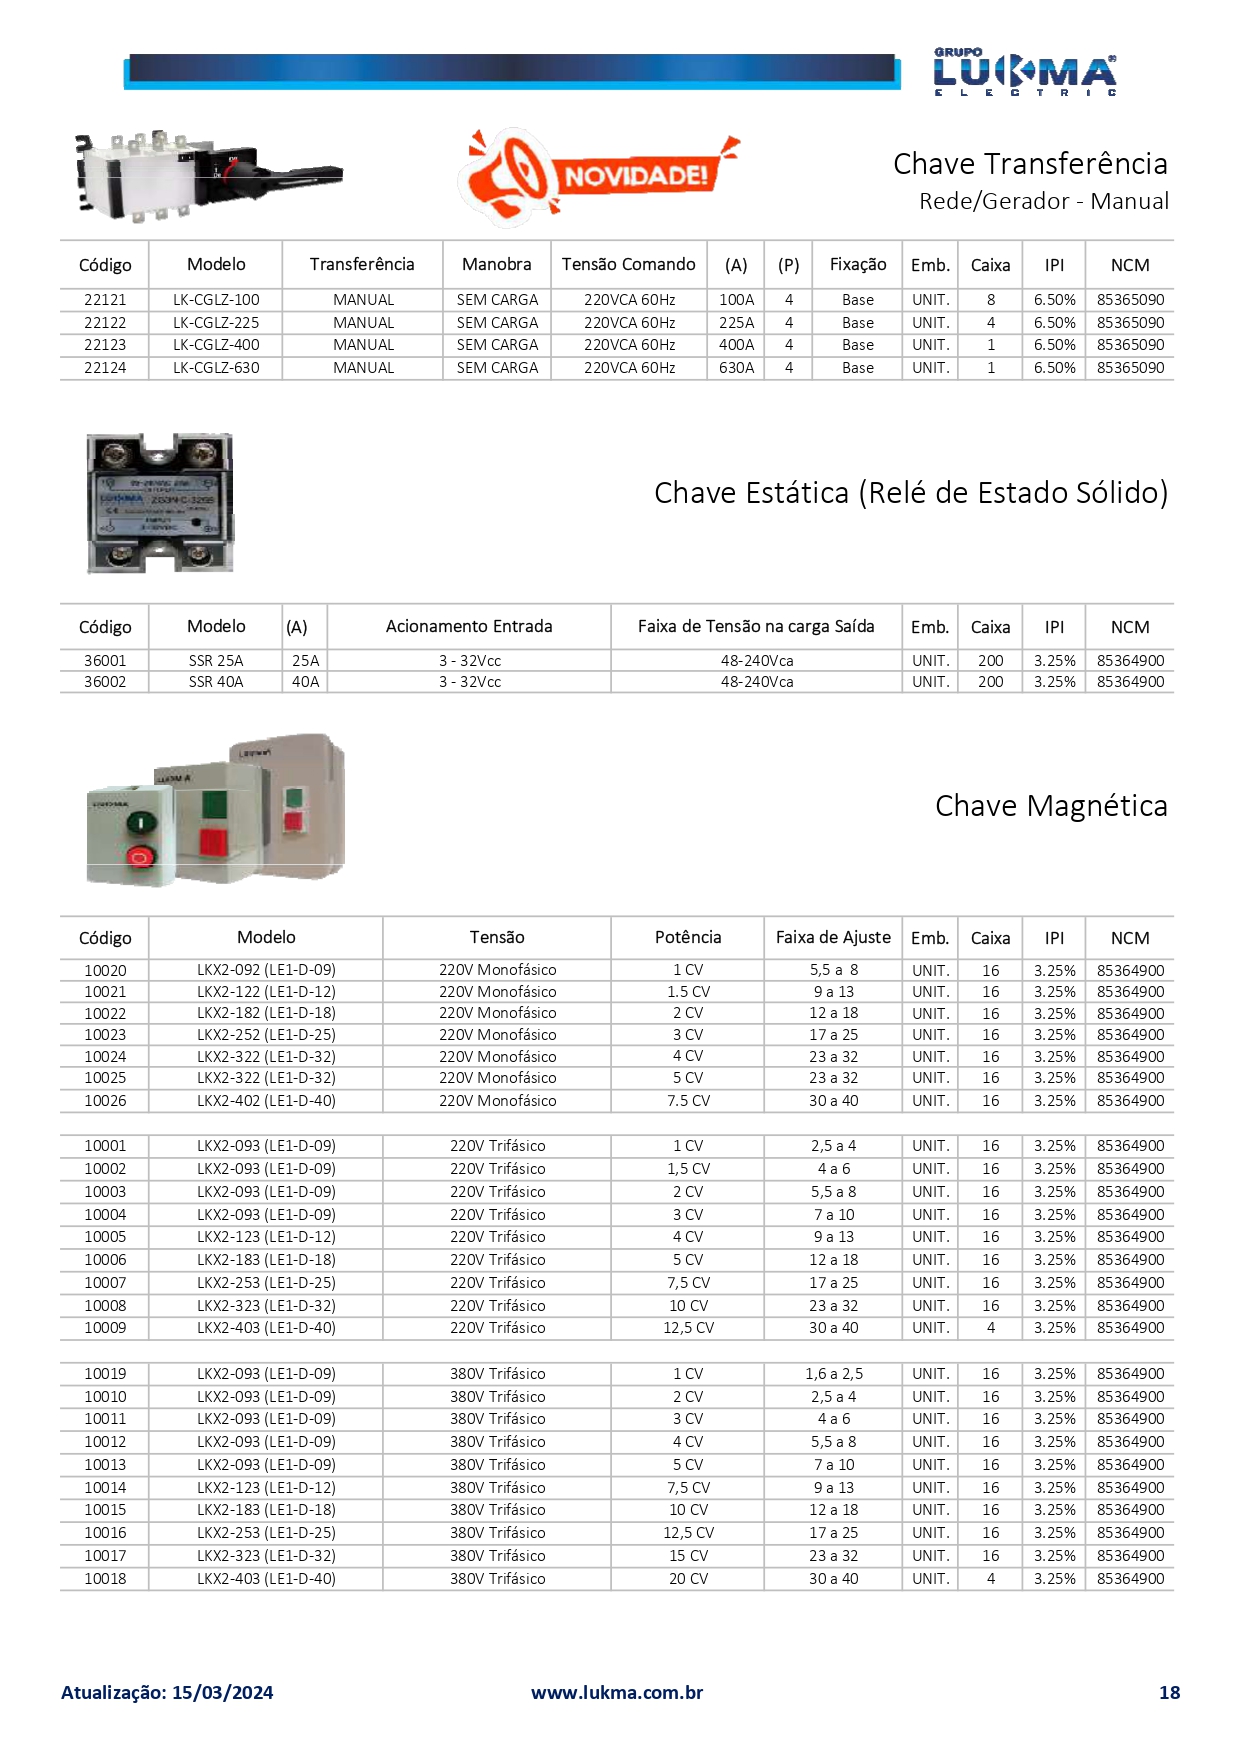 GRUPO
LUKMA
ELECTRIC
NOVIDADE!
Chave Transferência
Rede/Gerador - Manual
Código Modelo Transferência Manobra Tensão Comando (A) (P) Fixação Emb. Caixa IPI NCM
22121 LK-CGLZ-100 MANUAL SEM CARGA 220VCA 60Hz 100A 4 Base UNIT. 8 6.50% 85365090
22122 LK-CGLZ-225 MANUAL SEM CARGA 220VCA 60Hz 225A 4 Base UNIT. 4 6.50% 85365090
22123 LK-CGLZ-400 MANUAL SEM CARGA 220VCA 60Hz 400A 4 Base UNIT. 1 6.50% 85365090
22124 LK-CGLZ-630 MANUAL SEM CARGA 220VCA 60Hz 630A 4 Base UNIT. 1 6.50% 85365090
Chave Estática (Relé de Estado Sólido)
Código Modelo (A) Acionamento Entrada Faixa de Tensão na carga Saída Emb. Caixa IPI NCM
36001 SSR 25A 25A 3 - 32Vcc 48-240Vca UNIT. 200 3.25% 85364900
36002 SSR 40A 40A 3 - 32Vcc 48-240Vca UNIT. 200 3.25% 85364900
Chave Magnética
Código Modelo Tensão Potência Faixa de Ajuste Emb. Caixa IPI NCM
10020 LKX2-092 (LE1-D-09) 220V Monofásico 1 CV 5,5 a 8 UNIT. 16 3.25% 85364900
10021 LKX2-122 (LE1-D-12) 220V Monofásico 1.5 CV 9 a 13 UNIT. 16 3.25% 85364900
10022 LKX2-182 (LE1-D-18) 220V Monofásico 2 CV 12 a 18 UNIT. 16 3.25% 85364900
10023 LKX2-252 (LE1-D-25) 220V Monofásico 3 CV 17 a 25 UNIT. 16 3.25% 85364900
10024 LKX2-322 (LE1-D-32) 220V Monofásico 4 CV 23 a 32 UNIT. 16 3.25% 85364900
10025 LKX2-322 (LE1-D-32) 220V Monofásico 5 CV 23 a 32 UNIT. 16 3.25% 85364900
10026 LKX2-402 (LE1-D-40) 220V Monofásico 7.5 CV 30 a 40 UNIT. 16 3.25% 85364900
10001 LKX2-093 (LE1-D-09) 220V Trifásico 1 CV 2,5 a 4 UNIT. 16 3.25% 85364900
10002 LKX2-093 (LE1-D-09) 220V Trifásico 1,5 CV 4 a 6 UNIT. 16 3.25% 85364900
10003 LKX2-093 (LE1-D-09) 220V Trifásico 2 CV 5,5 a 8 UNIT. 16 3.25% 85364900
10004 LKX2-093 (LE1-D-09) 220V Trifásico 3 CV 7 a 10 UNIT. 16 3.25% 85364900
10005 LKX2-123 (LE1-D-12) 220V Trifásico 4 CV 9 a 13 UNIT. 16 3.25% 85364900
10006 LKX2-183 (LE1-D-18) 220V Trifásico 5 CV 12 a 18 UNIT. 16 3.25% 85364900
10007 LKX2-253 (LE1-D-25) 220V Trifásico 7,5 CV 17 a 25 UNIT. 16 3.25% 85364900
10008 LKX2-323 (LE1-D-32) 220V Trifásico 10 CV 23 a 32 UNIT. 16 3.25% 85364900
10009 LKX2-403 (LE1-D-40) 220V Trifásico 12,5 CV 30 a 40 UNIT. 4 3.25% 85364900
10019 LKX2-093 (LE1-D-09) 380V Trifásico 1 CV 1,6 a 2,5 UNIT. 16 3.25% 85364900
10010 LKX2-093 (LE1-D-09) 380V Trifásico 2 CV 2,5 a 4 UNIT. 16 3.25% 85364900
10011 LKX2-093 (LE1-D-09) 380V Trifásico 3 CV 4 a 6 UNIT. 16 3.25% 85364900
10012 LKX2-093 (LE1-D-09) 380V Trifásico 4 CV 5,5 a 8 UNIT. 16 3.25% 85364900
10013 LKX2-093 (LE1-D-09) 380V Trifásico 5 CV 7 a 10 UNIT. 16 3.25% 85364900
10014 LKX2-123 (LE1-D-12) 380V Trifásico 7,5 CV 9 a 13 UNIT. 16 3.25% 85364900
10015 LKX2-183 (LE1-D-18) 380V Trifásico 10 CV 12 a 18 UNIT. 16 3.25% 85364900
10016 LKX2-253 (LE1-D-25) 380V Trifásico 12,5 CV 17 a 25 UNIT. 16 3.25% 85364900
10017 LKX2-323 (LE1-D-32) 380V Trifásico 15 CV 23 a 32 UNIT. 16 3.25% 85364900
10018 LKX2-403 (LE1-D-40) 380V Trifásico 20 CV 30 a 40 UNIT. 4 3.25% 85364900
Atualização: 15/03/2024 www.lukma.com.br 18